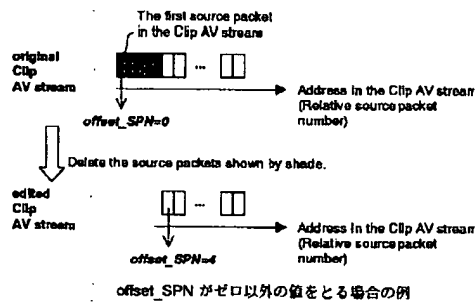 The first source packet
in the Clip AV stream
original
Clip
AV stream
...
Address in the Clip AV stream
(Relative source packet
number)
offset_SPN=0
Delete the source packets shown by shade.
edited
Clip
AV stream
...
Address in the Clip AV stream
(Relative source packet
number)
offset_SPN=4
offset_SPN がゼロ以外の値をとる場合の例